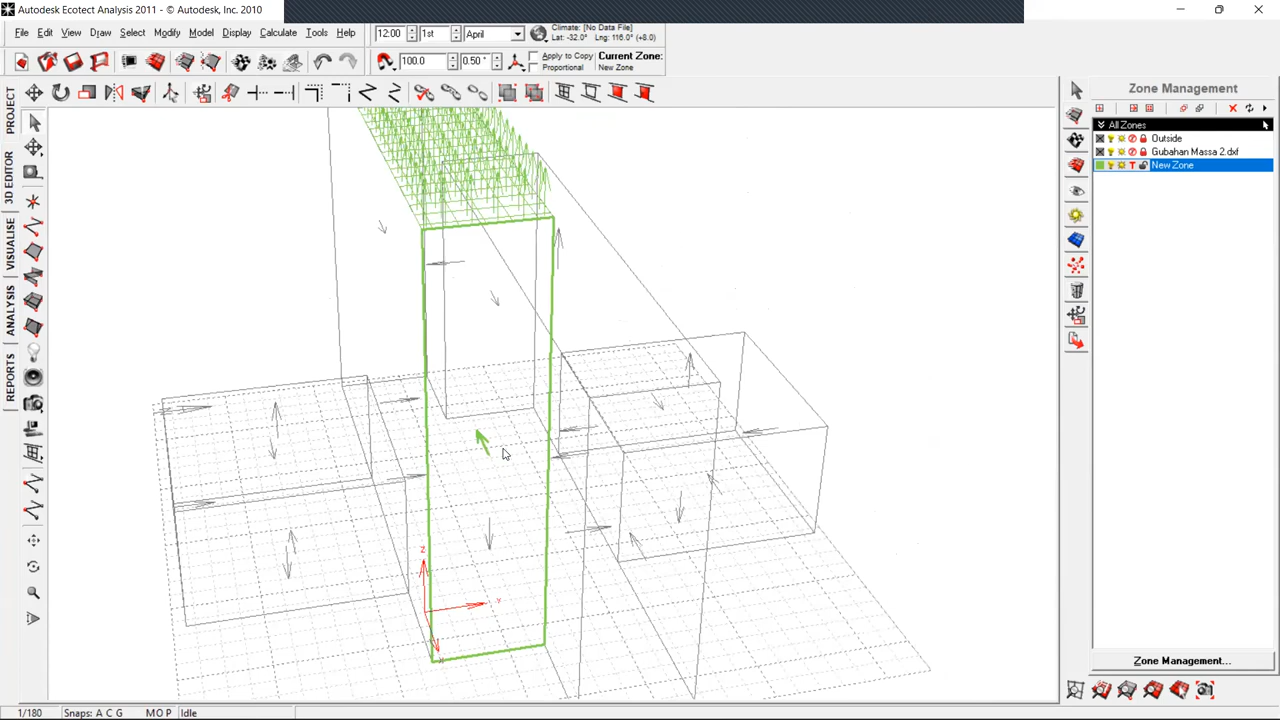 Autodesk Ecotect Analysis 2011 - © Autodesk, Inc. 2010
File Edit View Draw Select Modify Model Display Calculate Tools Help
12:00 1st April
Climate: [No Data File]
Lat: -32.0° Lng: 116.0° (+8.0)
100.0 0.50 °
Apply to Copy
Proportional
Current Zone:
New Zone
PROJECT
3D EDITOR
VISUALISE
ANALYSIS
REPORTS
Z
Y
X
Zone Management
All Zones
Outside
Gubahan Massa 2.dxf
New Zone
Zone Management...
1/180 Snaps: A C G MO P Idle